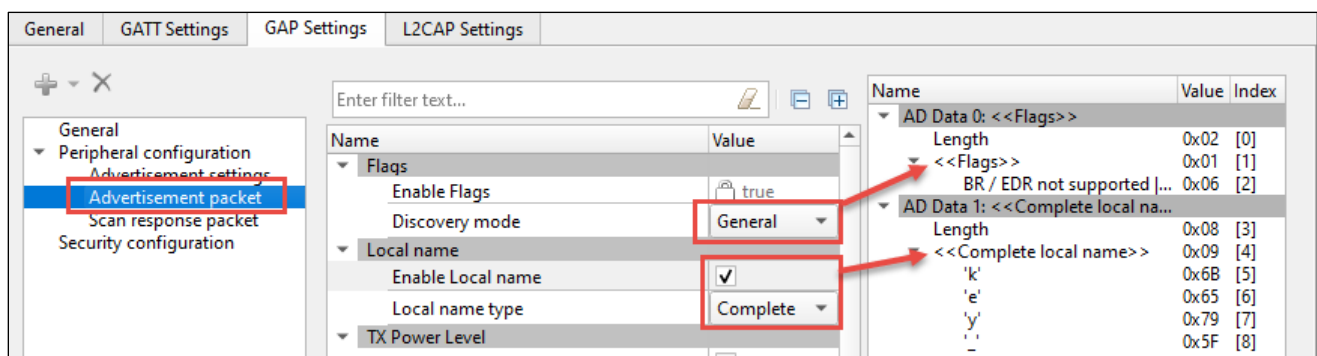 General GATT Settings GAP Settings L2CAP Settings
General
Peripheral configuration
Advertisement settings
Advertisement packet
Scan response packet
Security configuration
Enter filter text...
Name Value
Flags
Enable Flags true
Discovery mode General
Local name
Enable Local name
Local name type Complete
TX Power Level
Name Value Index
AD Data 0: <<Flags>>
Length 0x02 [0]
<<Flags>> 0x01 [1]
BR / EDR not supported |... 0x06 [2]
AD Data 1: <<Complete local na...
Length 0x08 [3]
<<Complete local name>> 0x09 [4]
'k' 0x6B [5]
'e' 0x65 [6]
'y' 0x79 [7]
'_' 0x5F [8]